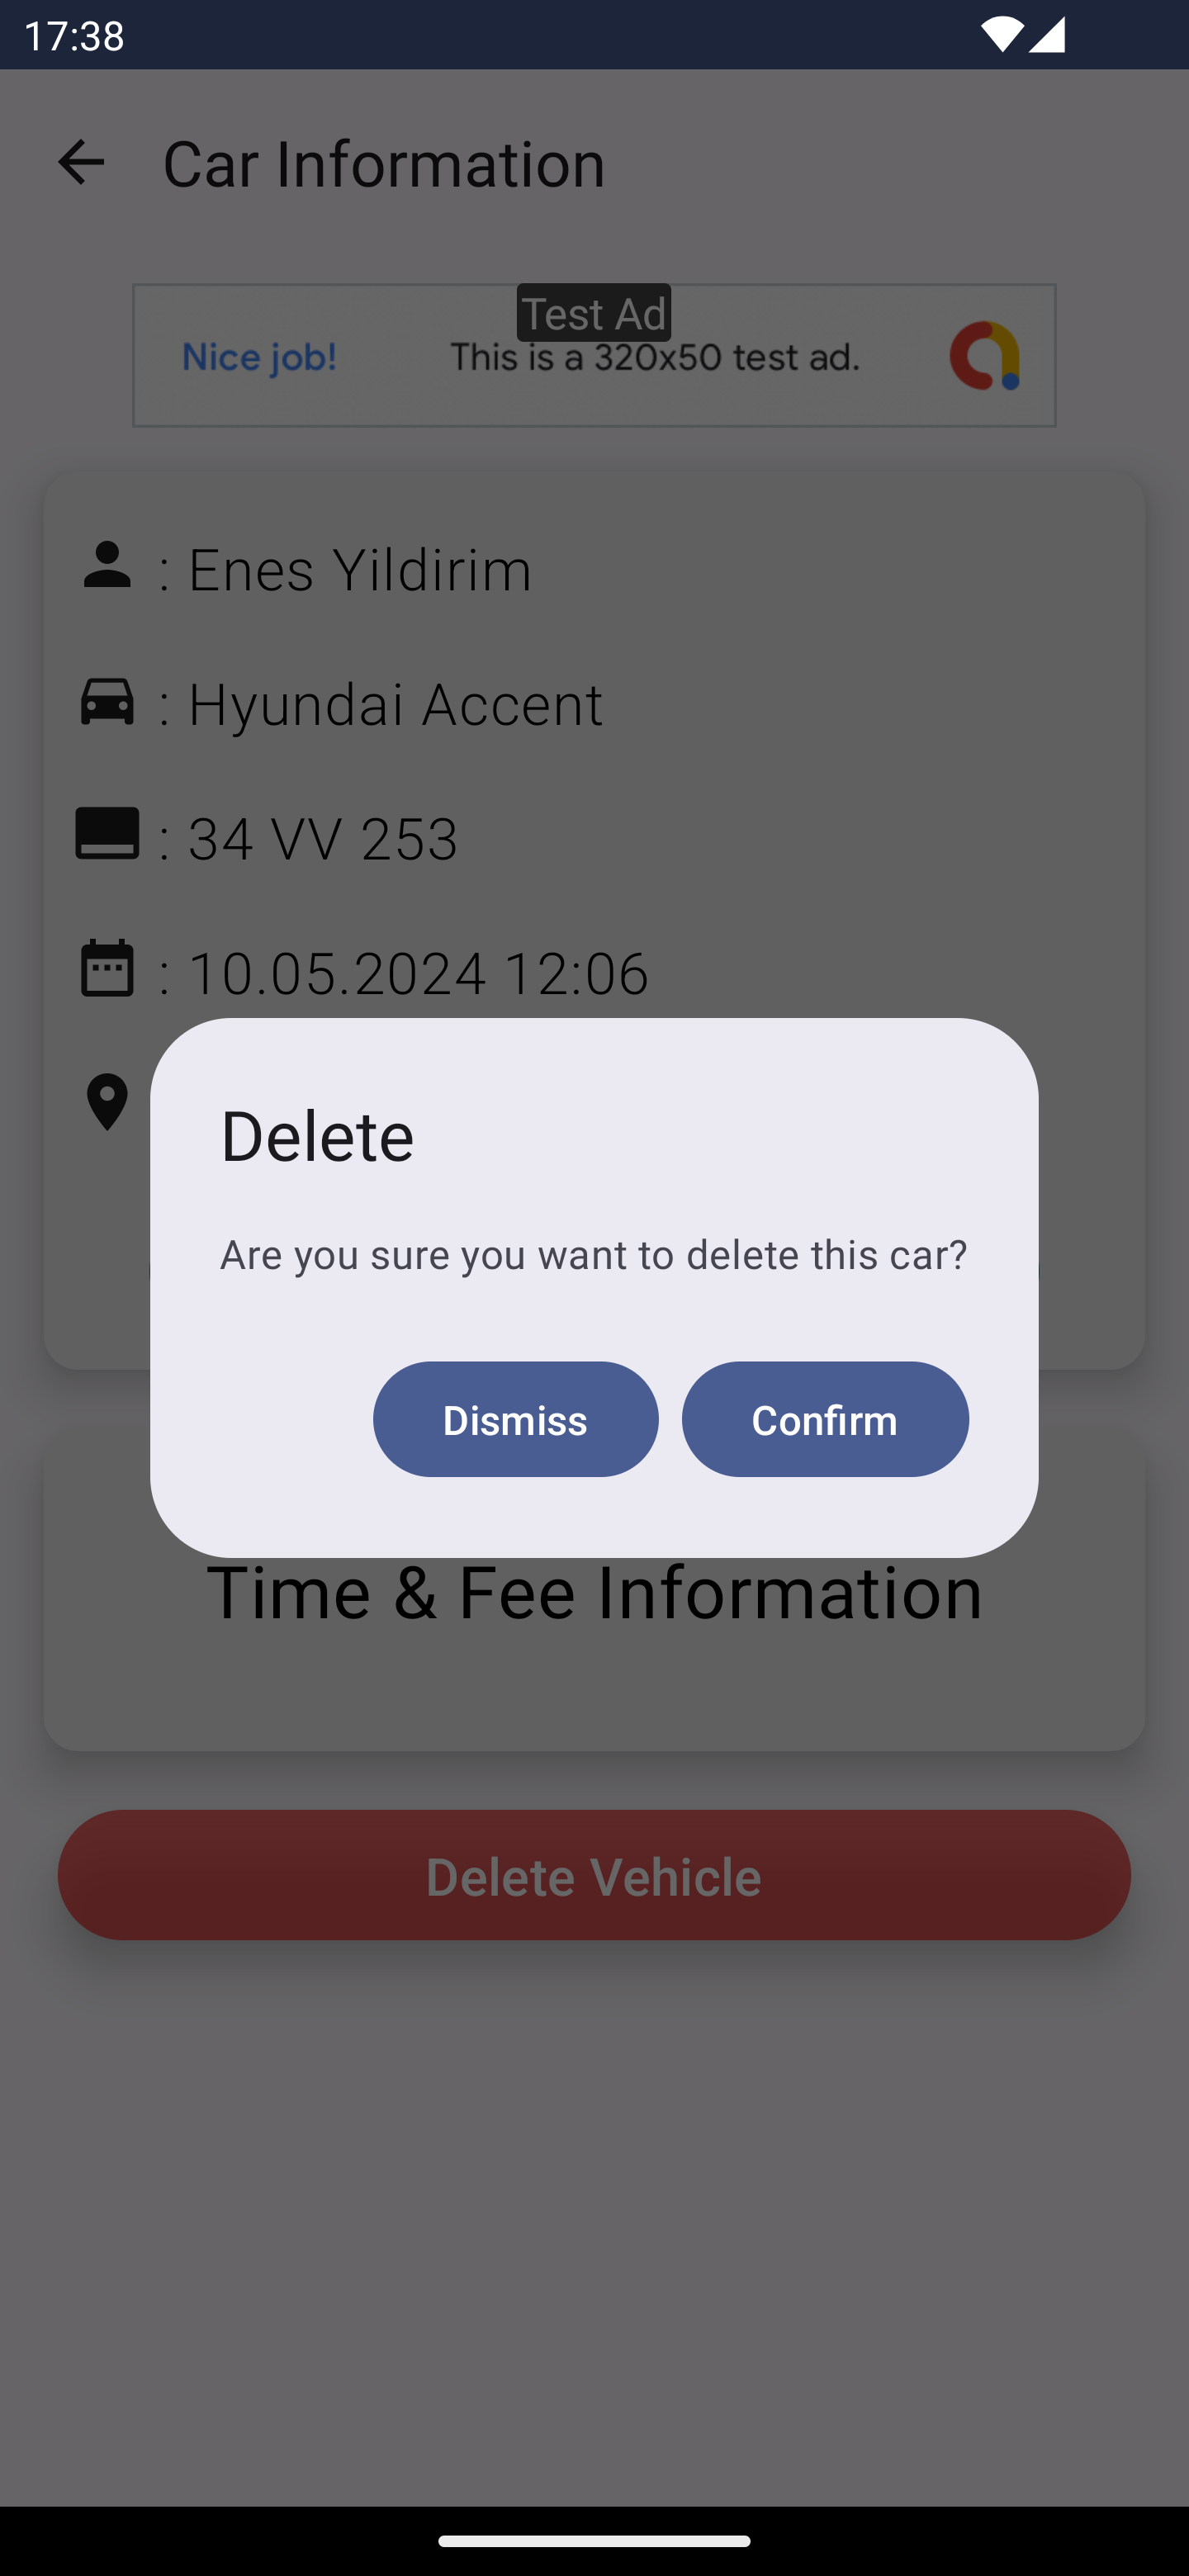 17:38
Car Information
Test Ad
Nice job!
This is a 320x50 test ad.
: Enes Yildirim
: Hyundai Accent
: 34 VV 253
: 10.05.2024 12:06
Delete
Are you sure you want to delete this car?
Dismiss
Confirm
Time & Fee Information
Delete Vehicle